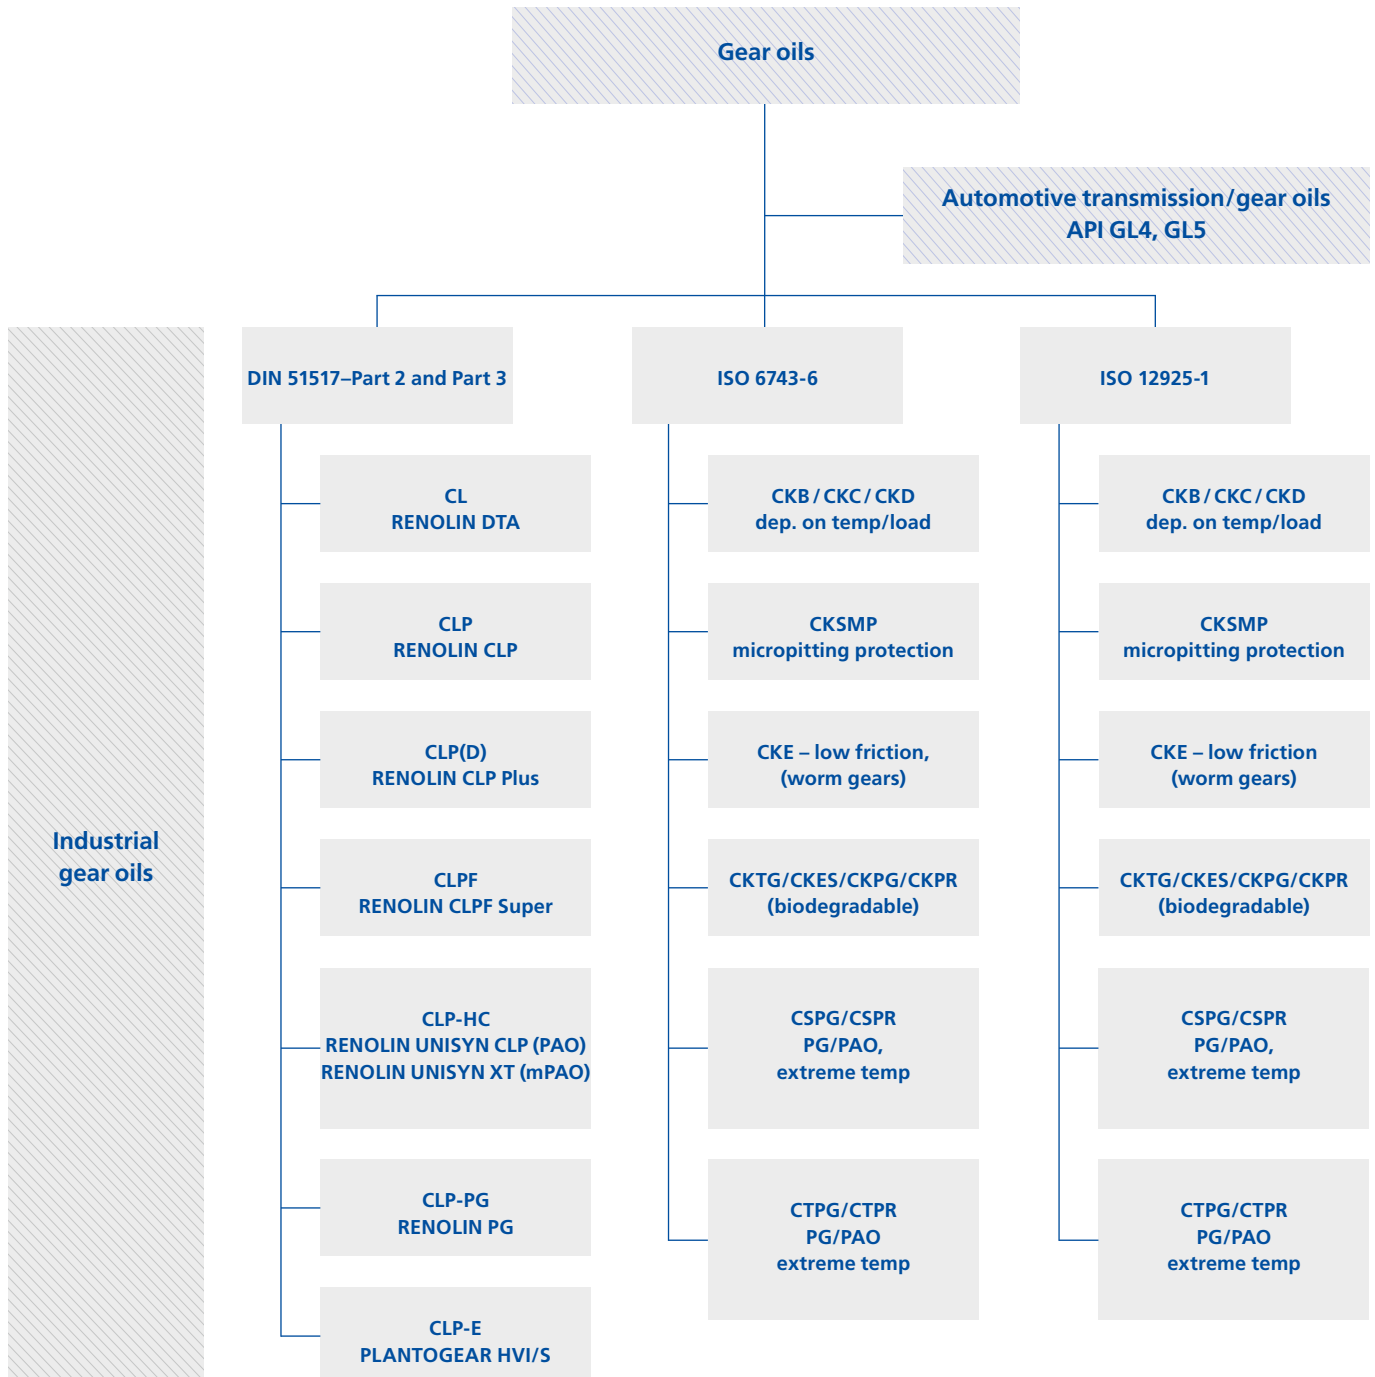 Gear oils
Automotive transmission/gear oils
API GL4, GL5
Industrial
gear oils
DIN 51517–Part 2 and Part 3
CL
RENOLIN DTA
CLP
RENOLIN CLP
CLP(D)
RENOLIN CLP Plus
CLPF
RENOLIN CLPF Super
CLP-HC
RENOLIN UNISYN CLP (PAO)
RENOLIN UNISYN XT (mPAO)
CLP-PG
RENOLIN PG
CLP-E
PLANTOGEAR HVI/S
ISO 6743-6
CKB / CKC / CKD
dep. on temp/load
CKSMP
micropitting protection
CKE – low friction,
(worm gears)
CKTG/CKES/CKPG/CKPR
(biodegradable)
CSPG/CSPR
PG/PAO,
extreme temp
CTPG/CTPR
PG/PAO
extreme temp
ISO 12925-1
CKB / CKC / CKD
dep. on temp/load
CKSMP
micropitting protection
CKE – low friction
(worm gears)
CKTG/CKES/CKPG/CKPR
(biodegradable)
CSPG/CSPR
PG/PAO,
extreme temp
CTPG/CTPR
PG/PAO
extreme temp